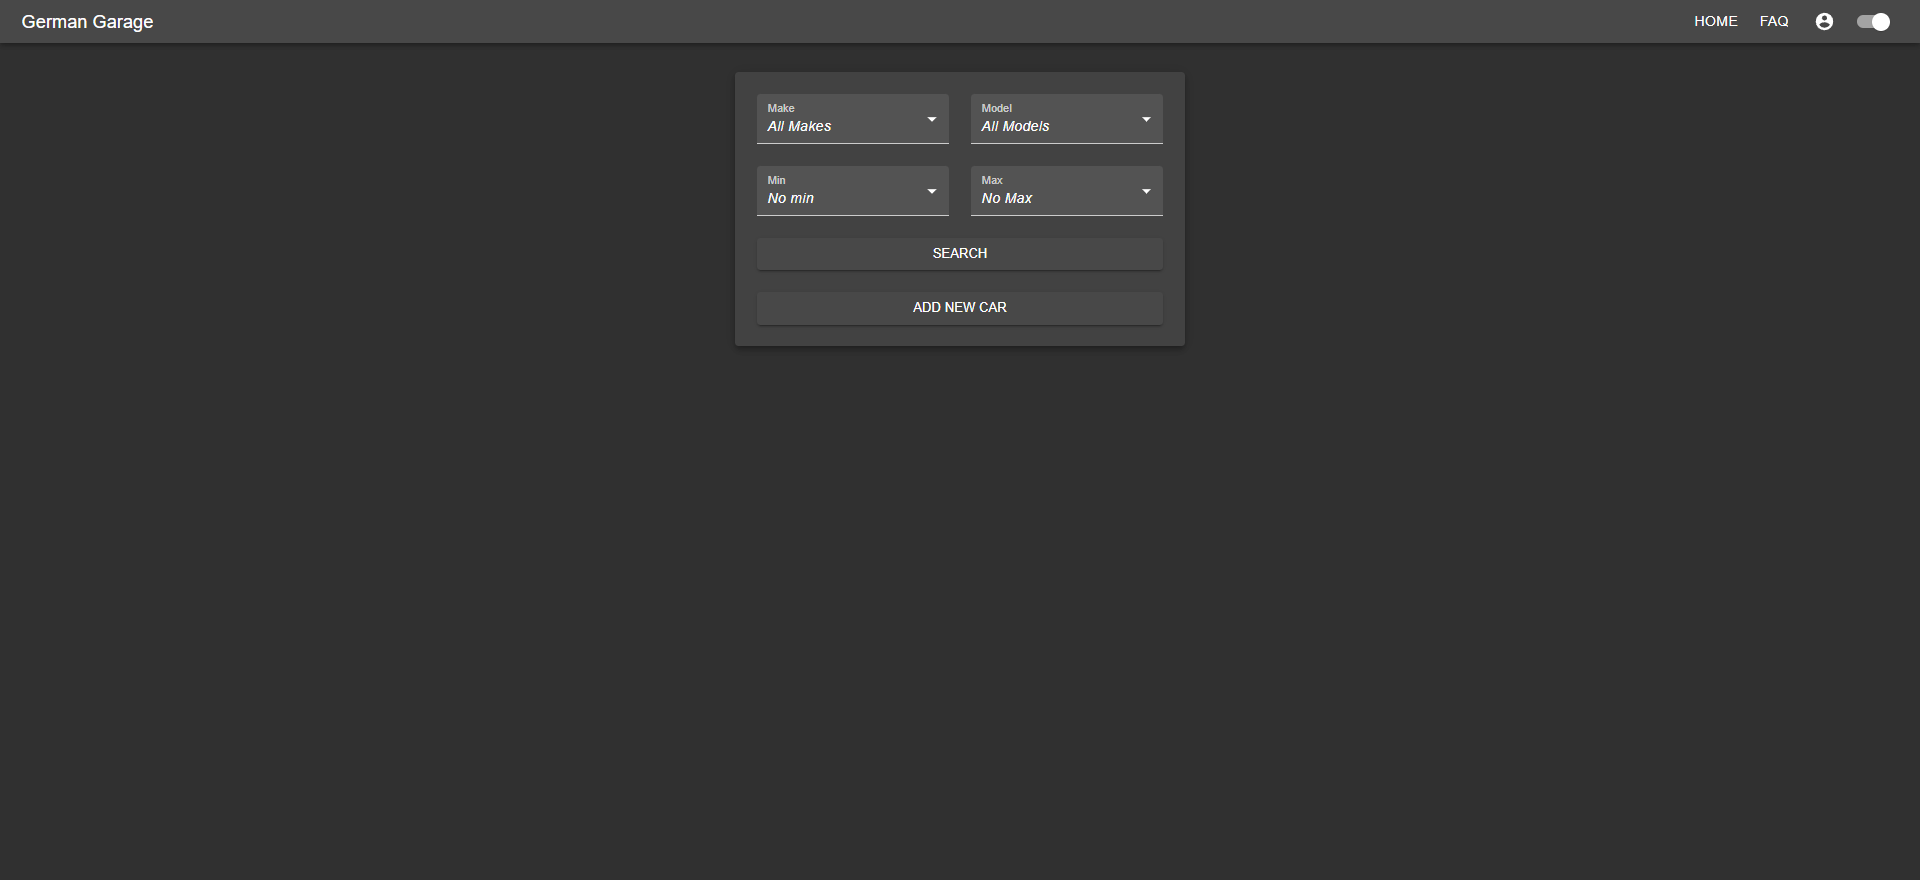 German Garage
HOME FAQ
Make
All Makes
Model
All Models
Min
No min
Max
No Max
SEARCH
ADD NEW CAR